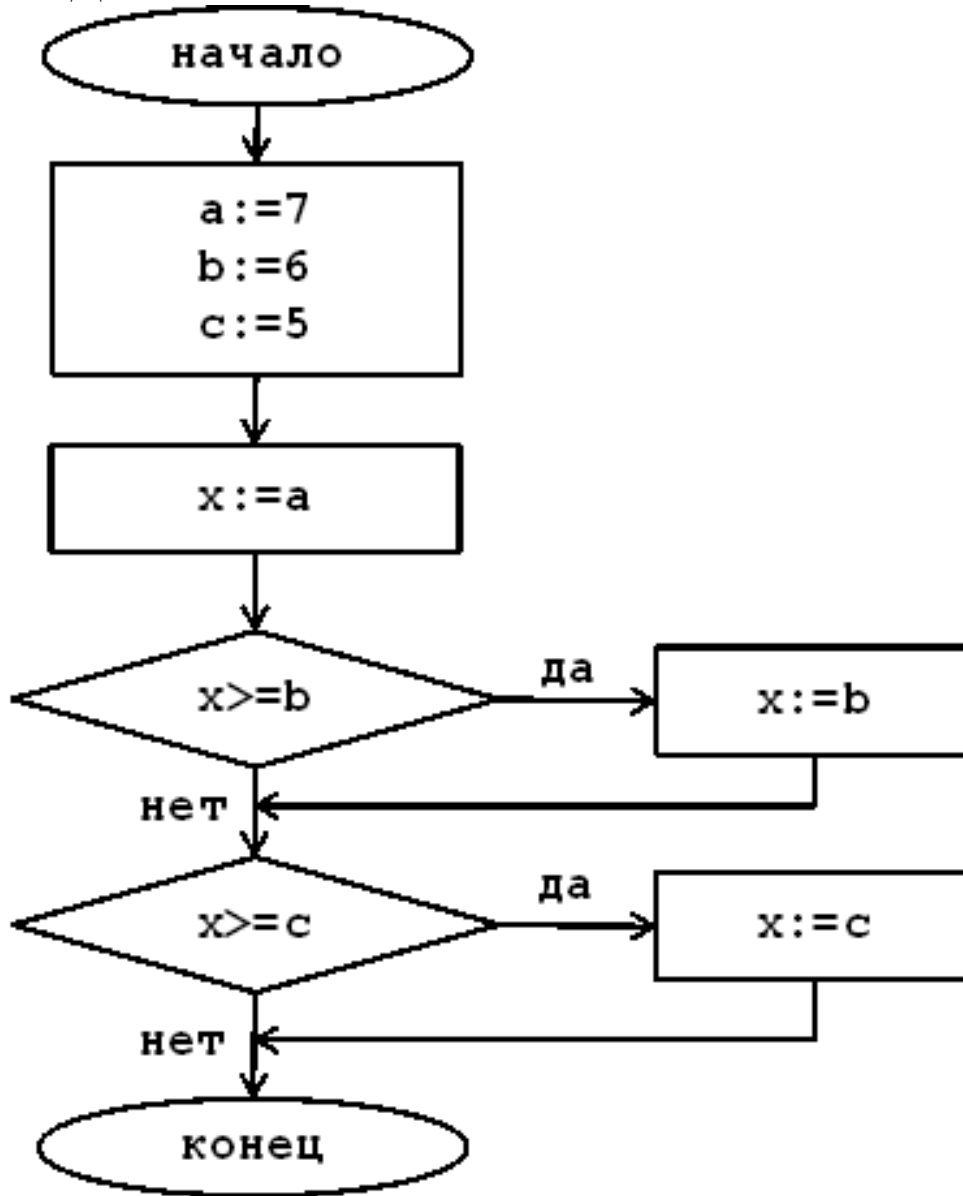 начало
a:=7
b:=6
c:=5
x:=a
x>=b
да
x:=b
нет
x>=c
да
x:=c
нет
конец